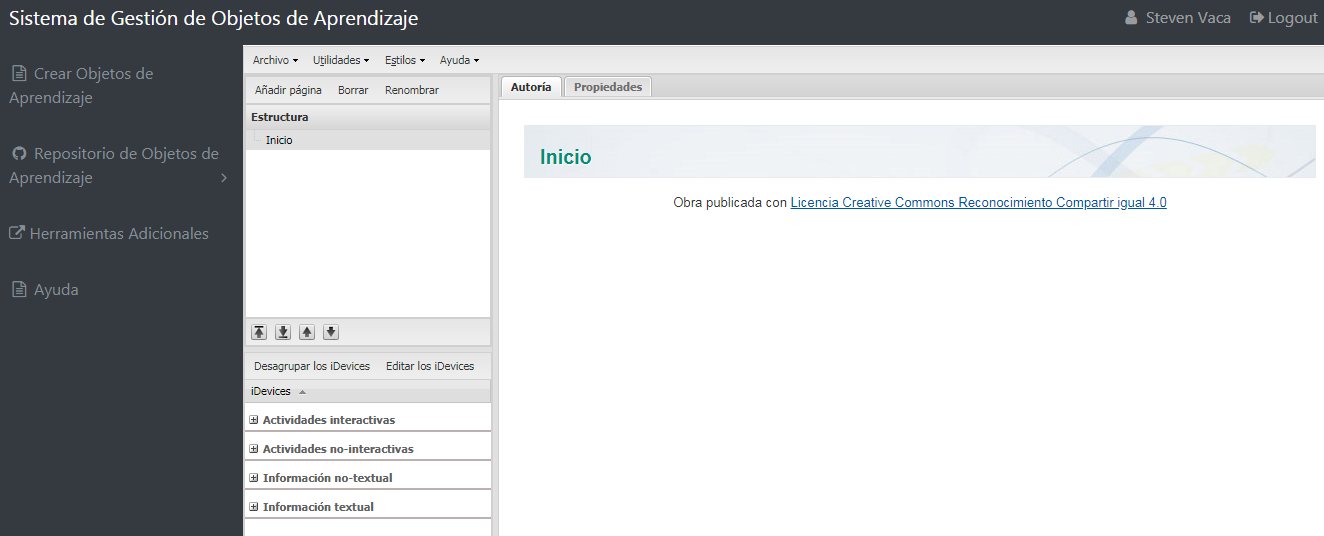 Sistema de Gestión de Objetos de Aprendizaje
Steven Vaca
Logout
Crear Objetos de
Aprendizaje
Repositorio de Objetos de
Aprendizaje
Herramientas Adicionales
Ayuda
Archivo Utilidades Estilos Ayuda
Añadir página Borrar Renombrar
Estructura
Inicio
Desagrupar los iDevices Editar los iDevices
iDevices
Actividades interactivas
Actividades no-interactivas
Información no-textual
Información textual
Autoría Propiedades
Inicio
Obra publicada con Licencia Creative Commons Reconocimiento Compartir igual 4.0